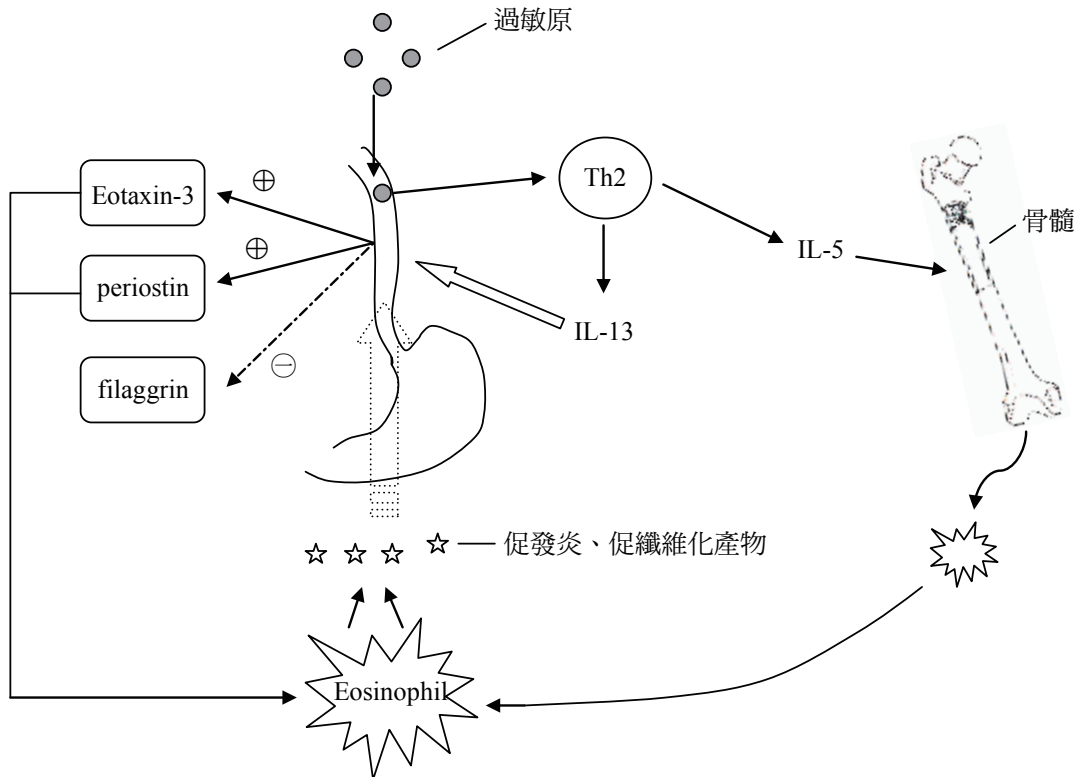 過敏原
Eotaxin-3
⊕
Th2
periostin
⊕
IL-5
骨髓
IL-13
filaggrin
㊀
促發炎、促纖維化產物
Eosinophil